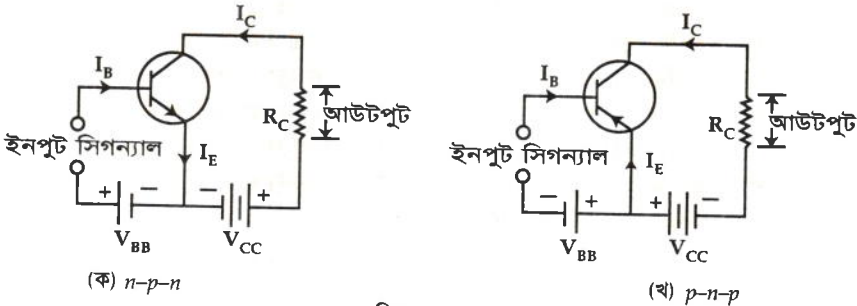 I_C
I_B
R_C
আউটপুট
ইনপুট সিগন্যাল
I_E
+ − − +
V_BB
V_CC
(ক) n–p–n
I_C
I_B
R_C
আউটপুট
ইনপুট সিগন্যাল
I_E
− + + −
V_BB
V_CC
(খ) p–n–p